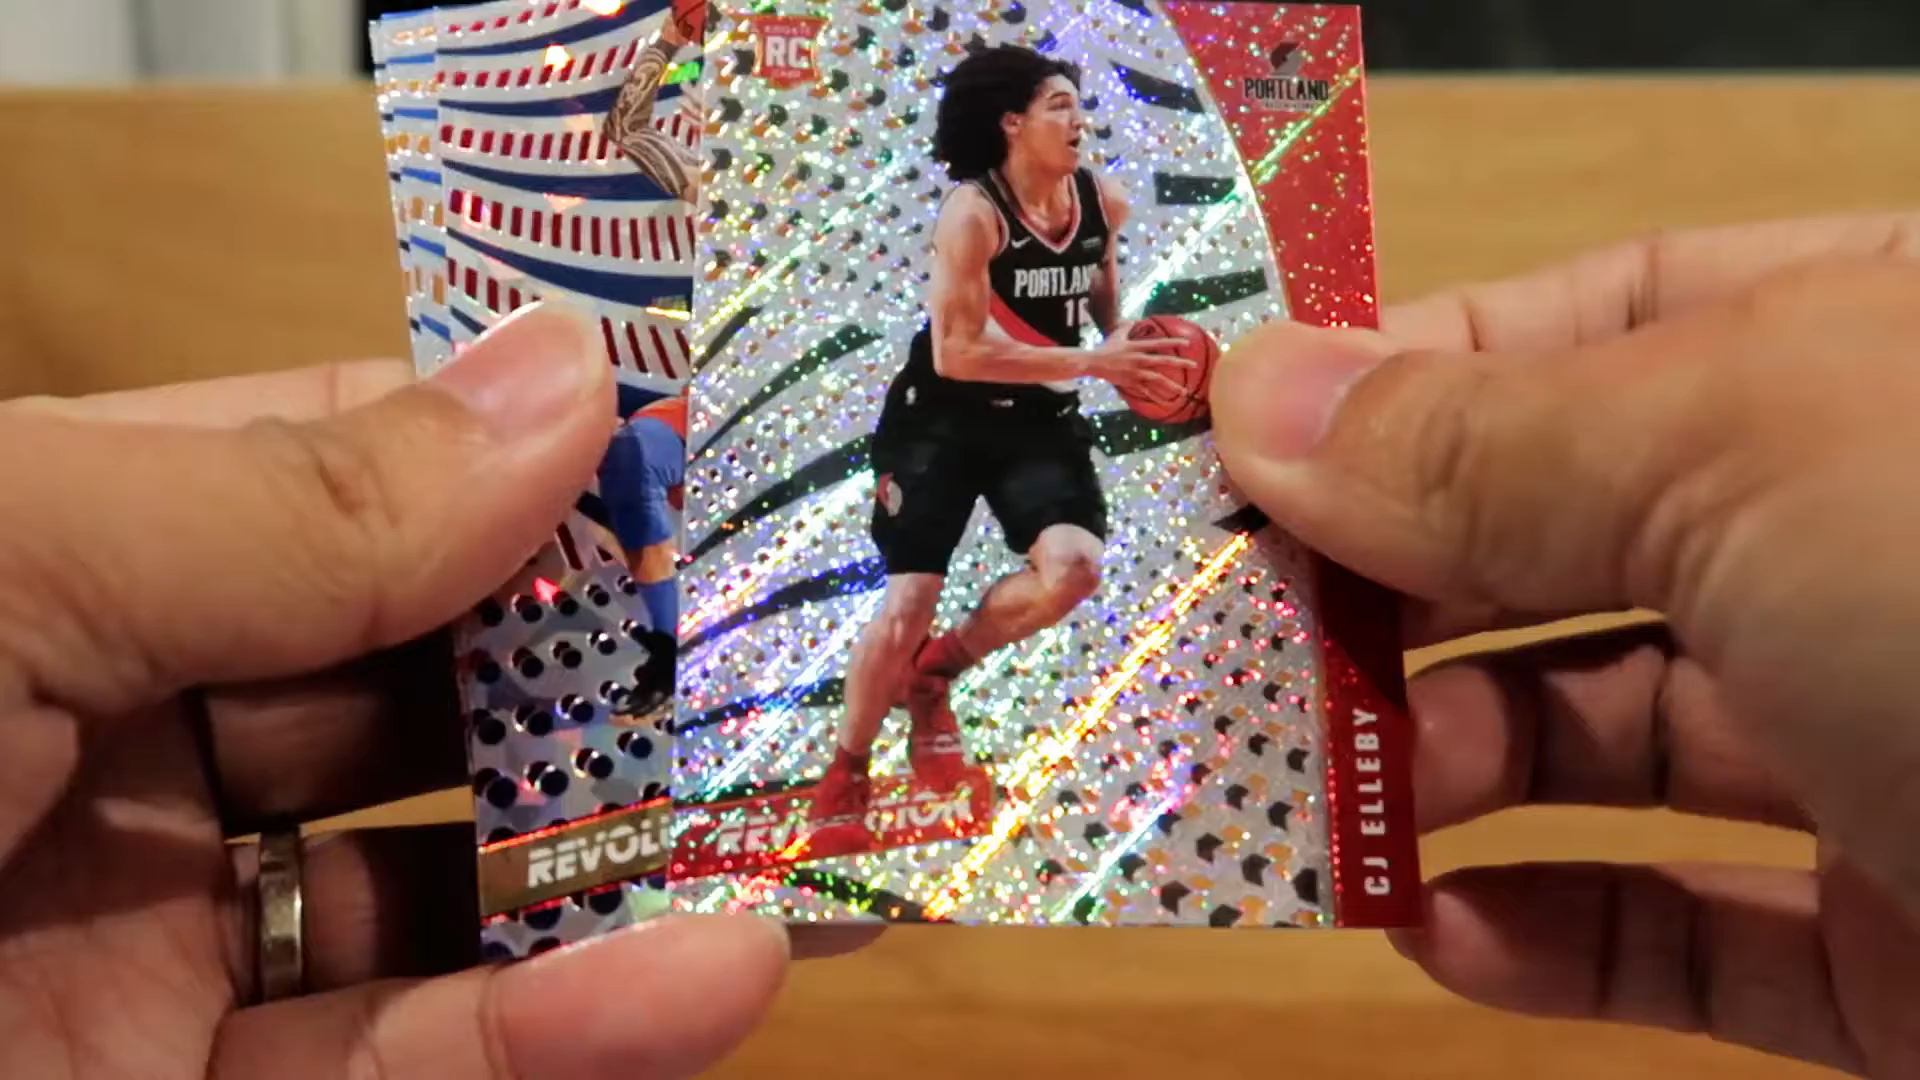 RC
PORTLAND
PORTLAND
REVOLU
CJ ELLEBY